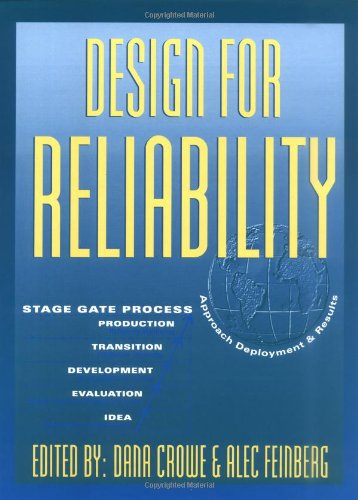 DESIGN FOR
RELIABILITY
STAGE GATE PROCESS
PRODUCTION
TRANSITION
DEVELOPMENT
EVALUATION
IDEA
Approach Deployment & Results
EDITED BY: DANA CROWE & ALEC FEINBERG